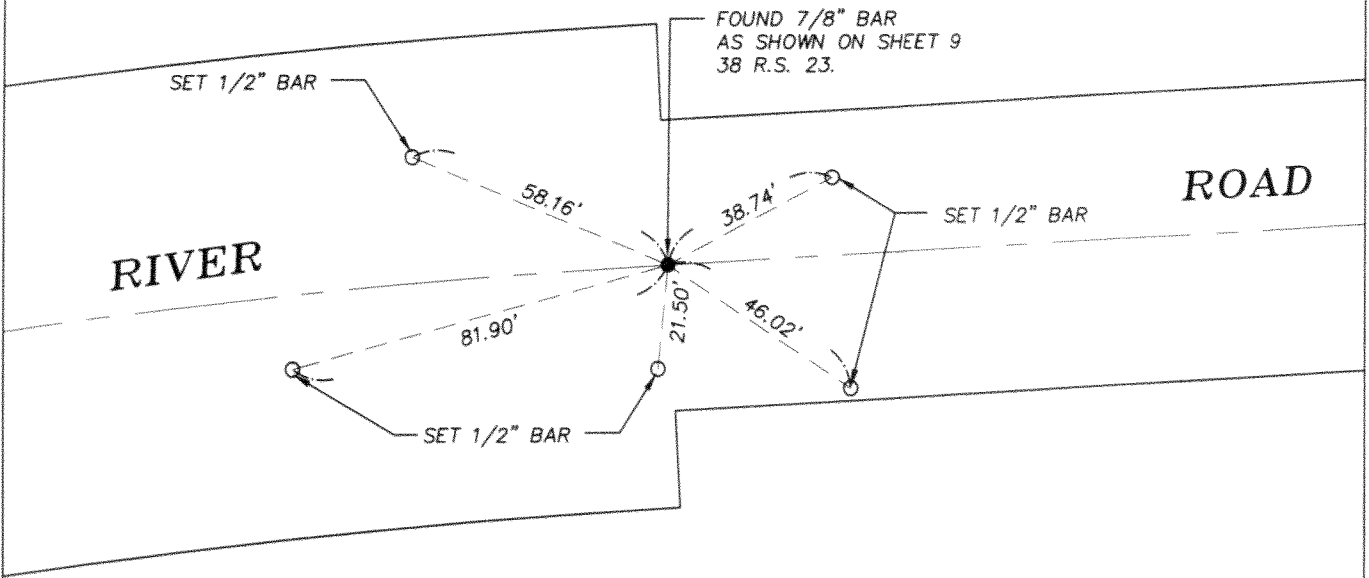 FOUND 7/8" BAR
AS SHOWN ON SHEET 9
38 R.S. 23.
SET 1/2" BAR
58.16'
38.74'
ROAD
SET 1/2" BAR
RIVER
81.90'
21.50'
46.02'
SET 1/2" BAR